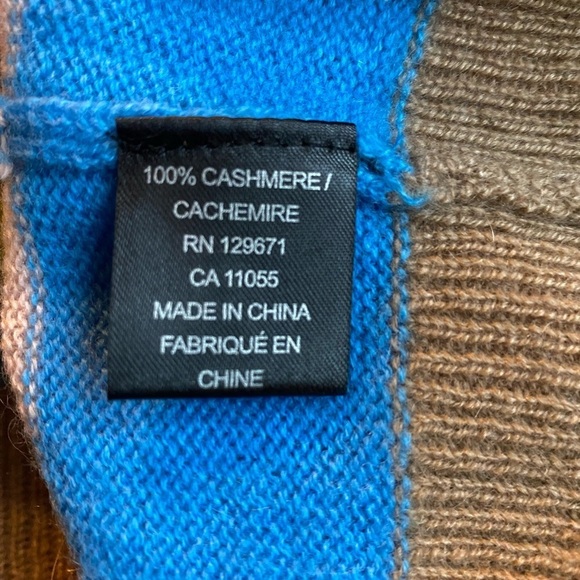 100% CASHMERE /
CACHEMIRE
RN 129671
CA 11055
MADE IN CHINA
FABRIQUÉ EN
CHINE